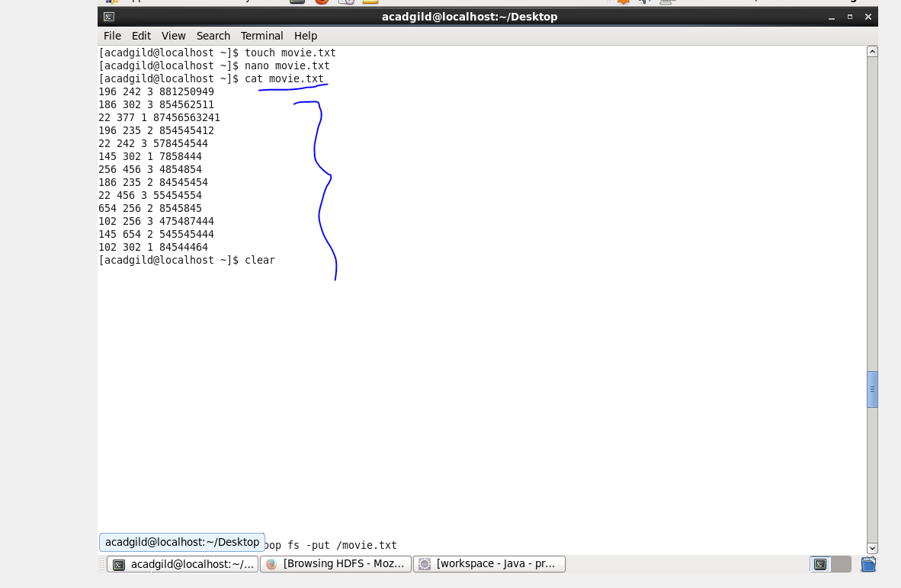 acadgild@localhost:~/Desktop
File Edit View Search Terminal Help
[acadgild@localhost ~]$ touch movie.txt
[acadgild@localhost ~]$ nano movie.txt
[acadgild@localhost ~]$ cat movie.txt
196 242 3 881250949
186 302 3 854562511
22 377 1 87456563241
196 235 2 854545412
22 242 3 578454544
145 302 1 7858444
256 456 3 4854854
186 235 2 84545454
22 456 3 55454554
654 256 2 8545845
102 256 3 475487444
145 654 2 545545444
102 302 1 84544464
[acadgild@localhost ~]$ clear
acadgild@localhost:~/Desktop
fs -put /movie.txt
acadgild@localhost:~/... [Browsing HDFS - Moz... [workspace - Java - pr...